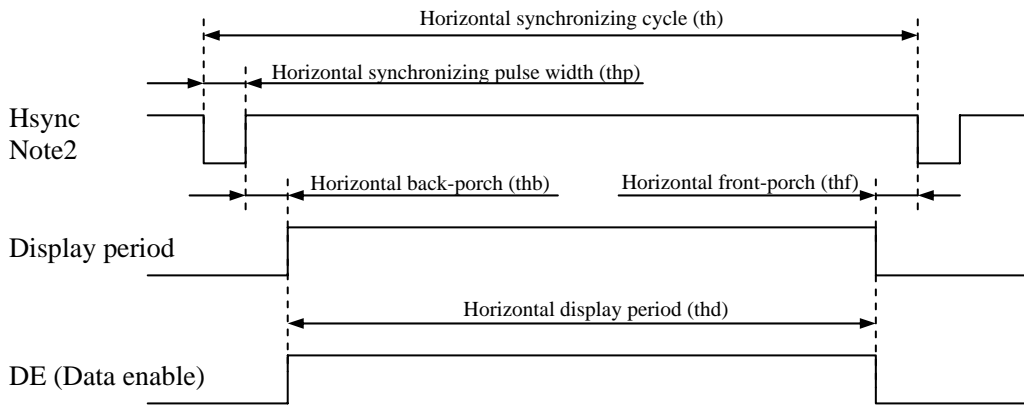 Horizontal synchronizing cycle (th)
Horizontal synchronizing pulse width (thp)
Hsync
Note2
Horizontal back-porch (thb)
Horizontal front-porch (thf)
Display period
Horizontal display period (thd)
DE (Data enable)